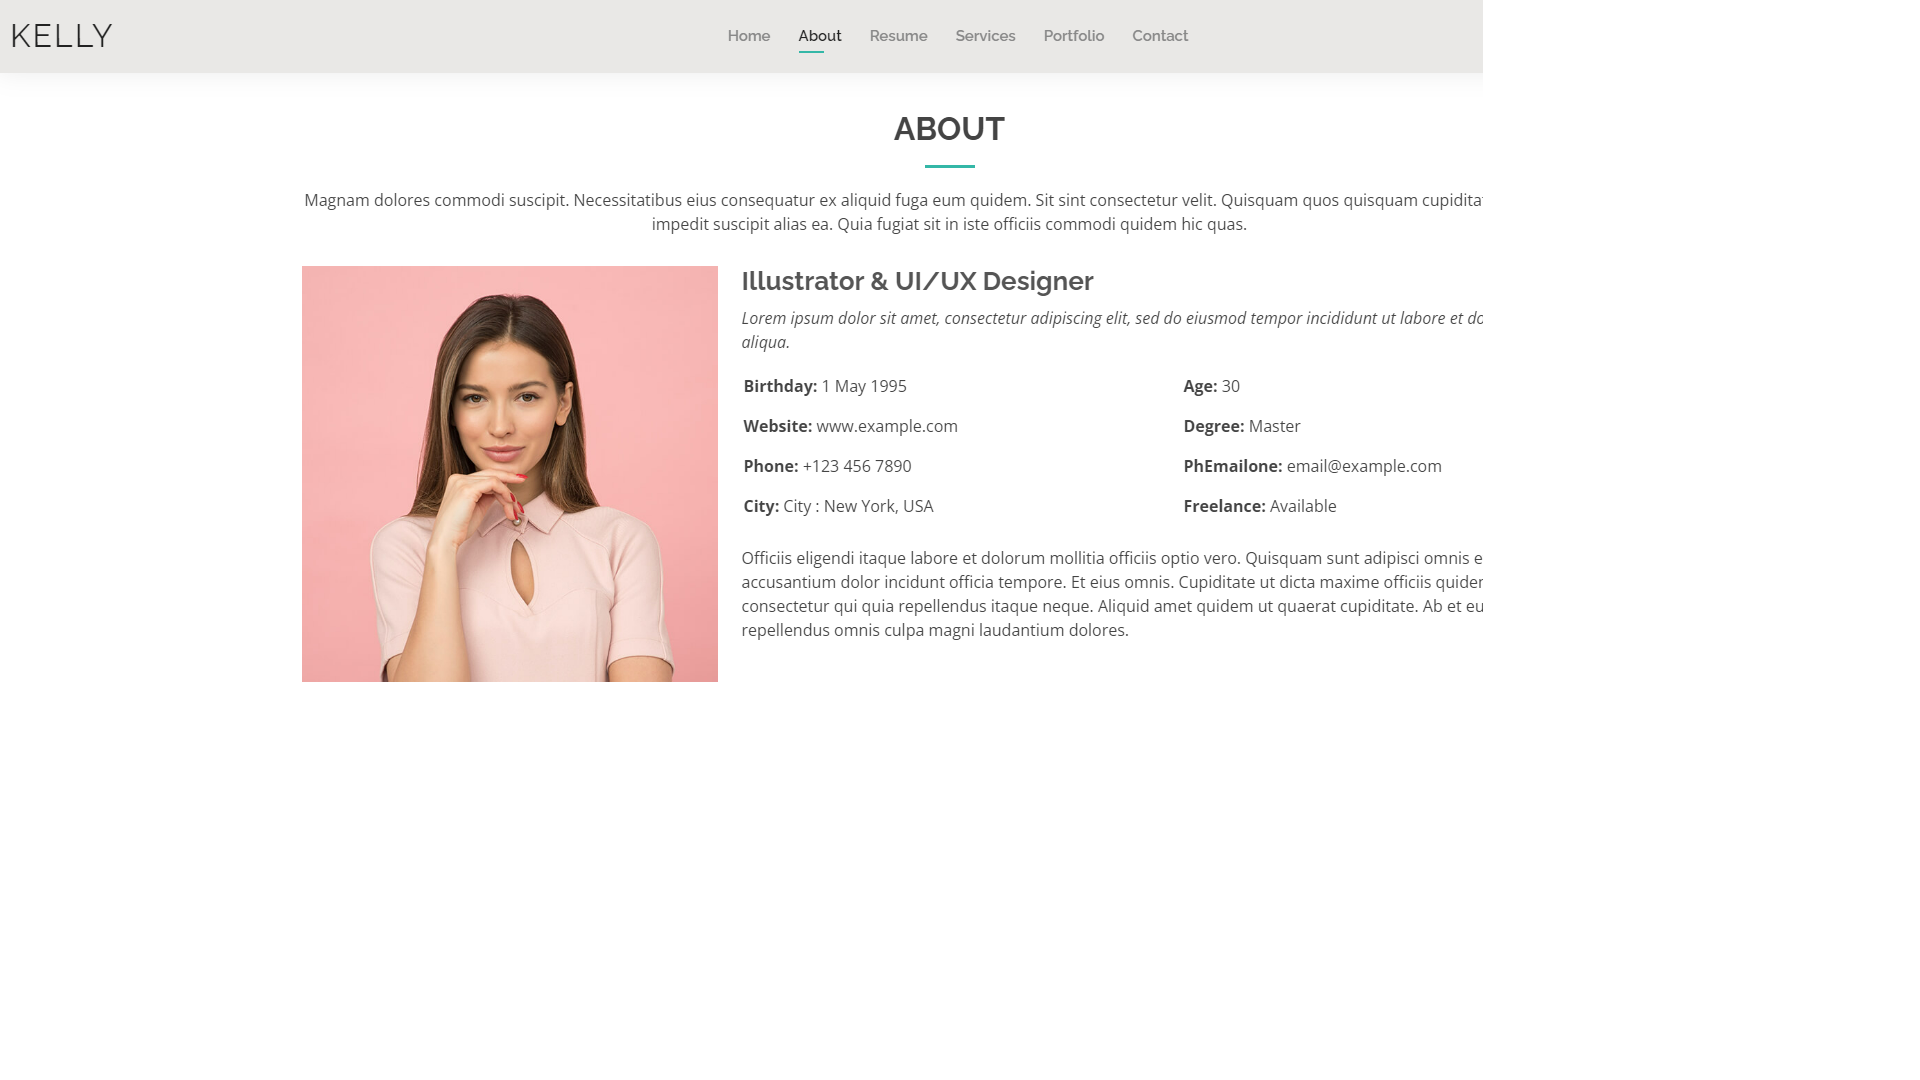 KELLY
Home About Resume Services Portfolio Contact
ABOUT
Magnam dolores commodi suscipit. Necessitatibus eius consequatur ex aliquid fuga eum quidem. Sit sint consectetur velit. Quisquam quos quisquam
impedit suscipit alias ea. Quia fugiat sit in iste officiis commodi quidem hic quas.
Illustrator & UI/UX Designer
Lorem ipsum dolor sit amet, consectetur adipiscing elit, sed do eiusmod tempor incididunt ut labore et
aliqua.
Birthday: 1 May 1995
Age: 30
Website: www.example.com
Degree: Master
Phone: +123 456 7890
PhEmailone: email@example.com
City: City : New York, USA
Freelance: Available
Officiis eligendi itaque labore et dolorum mollitia officiis optio vero. Quisquam sunt adipisci omnis
accusantium dolor incidunt officia tempore. Et eius omnis. Cupiditate ut dicta maxime officiis
consectetur qui quia repellendus itaque neque. Aliquid amet quidem ut quaerat cupiditate. Ab et
repellendus omnis culpa magni laudantium dolores.